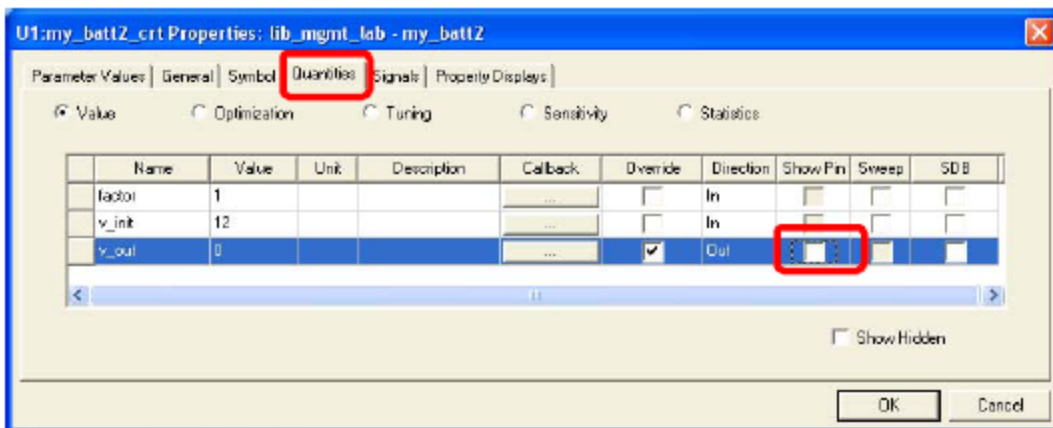 U1:my_batt2_crt Properties: lib_mgmt_lab - my_batt2
Parameter Values General Symbol Quantities Signals Property Displays
Value Optimization Tuning Sensitivity Statistics
Name Value Unit Description Callback Override Direction Show Pin Sweep SDB
factor 1 ... In
v_init 12 ... In
v_out 0 ... Out
Show Hidden
OK Cancel